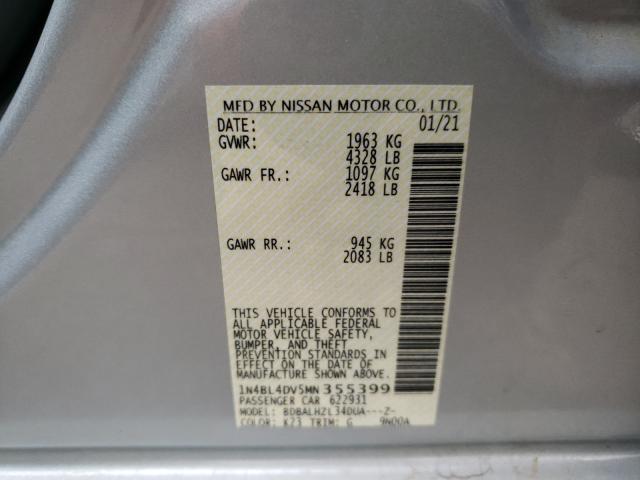 MFD BY NISSAN MOTOR CO., LTD.
DATE: 01/21
GVWR: 1963 KG
4328 LB
GAWR FR.: 1097 KG
2418 LB
GAWR RR.: 945 KG
2083 LB
THIS VEHICLE CONFORMS TO
ALL APPLICABLE FEDERAL
MOTOR VEHICLE SAFETY,
BUMPER, AND THEFT
PREVENTION STANDARDS IN
EFFECT ON THE DATE OF
MANUFACTURE SHOWN ABOVE.
1N4BL4DV5MN355399
PASSENGER CAR 622931
MODEL: BDBALHZL34DUA---Z-
COLOR: K23 TRIM: G 9N00A